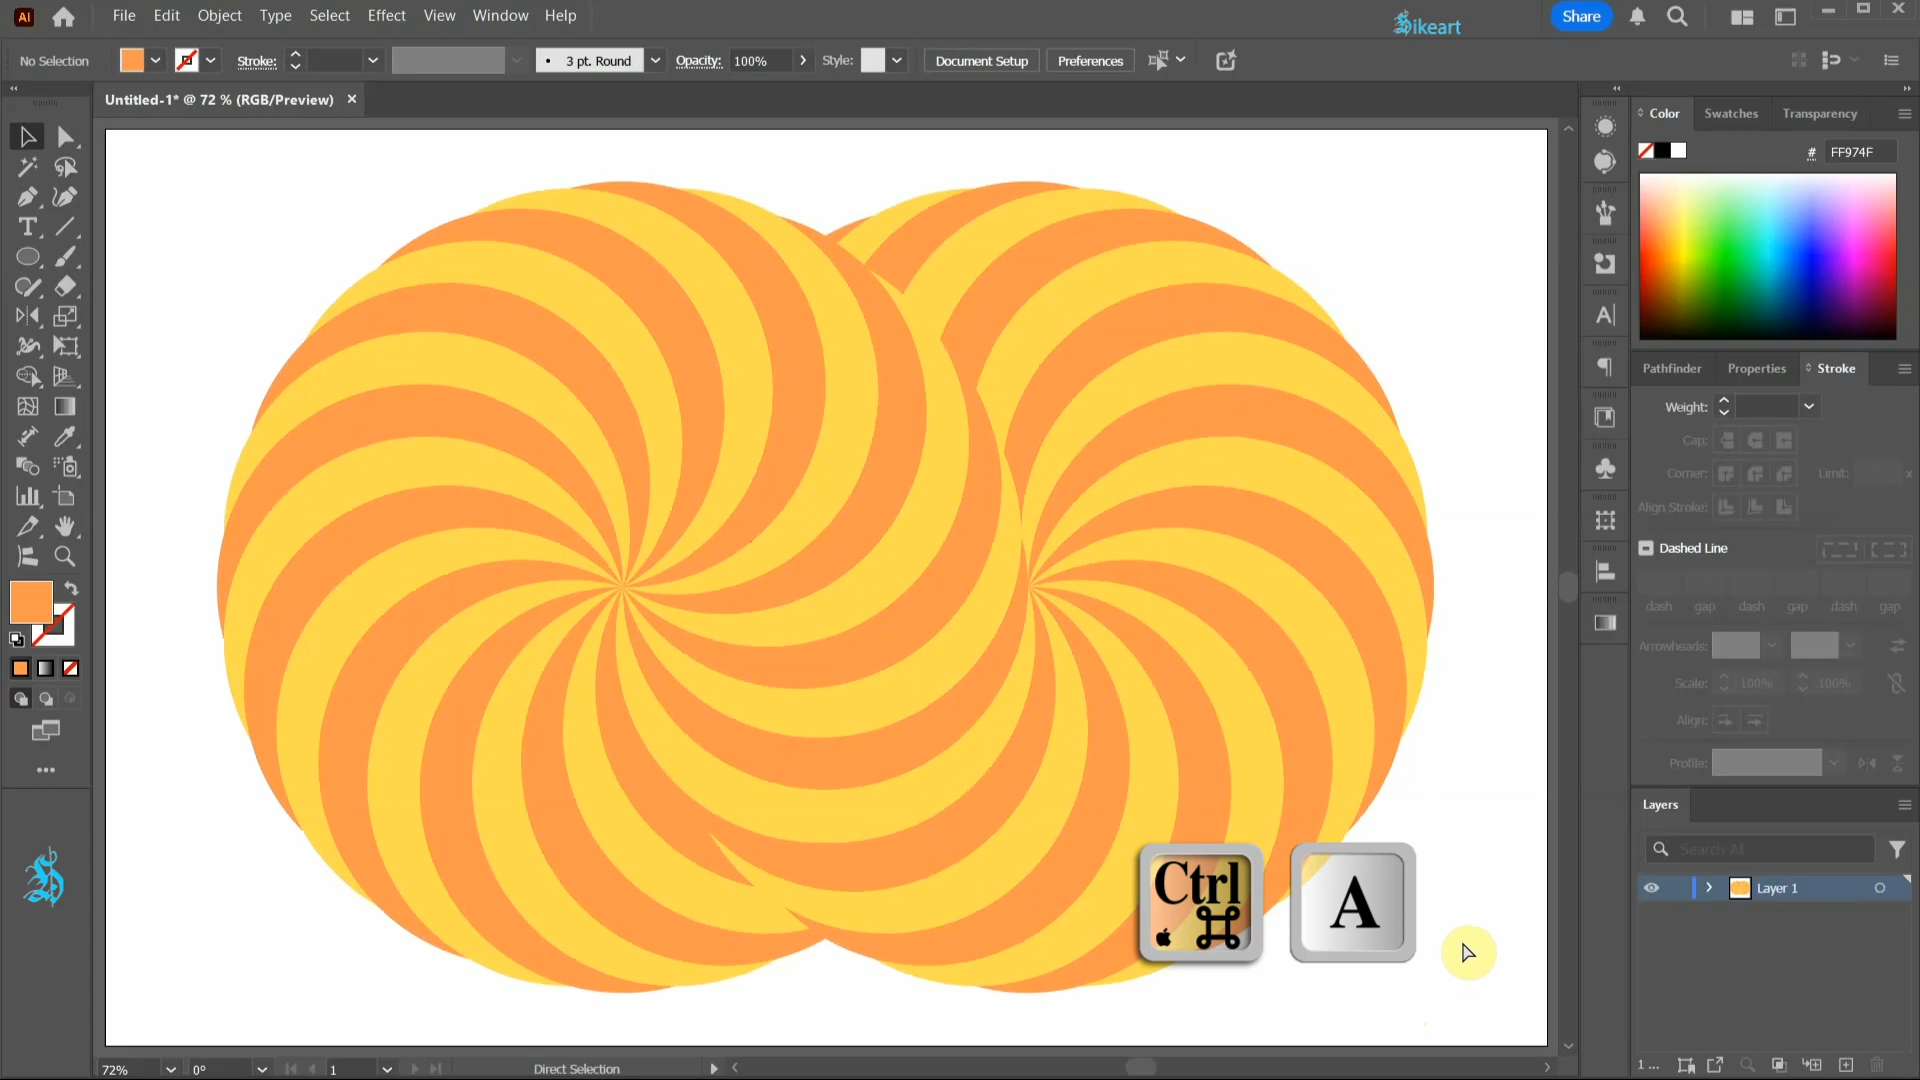 Ai File Edit Object Type Select Effect View Window Help Sikeart Share
No Selection Stroke: 3 pt. Round Opacity: 100% Style: Document Setup Preferences
Untitled-1* @ 72 % (RGB/Preview)
Color Swatches Transparency
# FF974F
Pathfinder Properties Stroke
Weight:
Cap:
Corner: Limit: x
Align Stroke:
Dashed Line
dash gap dash gap dash gap
Arrowheads:
Scale: 100% 100%
Align:
Profile:
Layers
Search All
Layer 1
Ctrl A
72% 0° 1 Direct Selection 1 ...